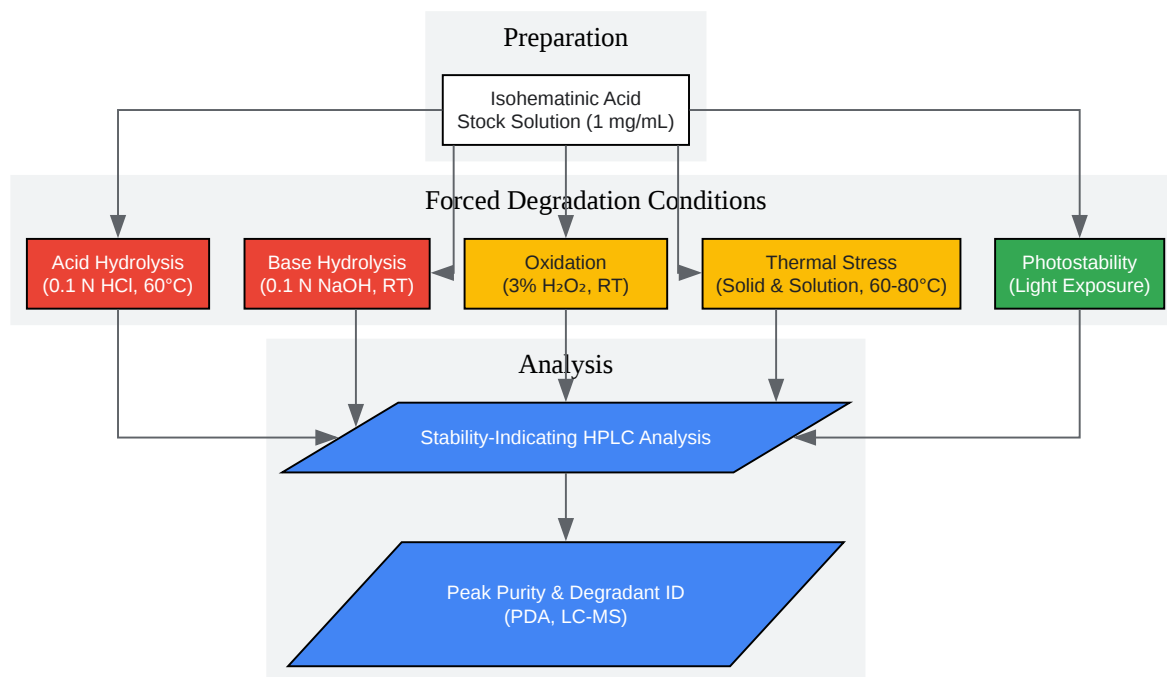 Preparation
Isohematinic Acid
Stock Solution (1 mg/mL)
Forced Degradation Conditions
Acid Hydrolysis
(0.1 N HCl, 60°C)
Base Hydrolysis
(0.1 N NaOH, RT)
Oxidation
(3% H₂O₂, RT)
Thermal Stress
(Solid & Solution, 60-80°C)
Photostability
(Light Exposure)
Analysis
Stability-Indicating HPLC Analysis
Peak Purity & Degradant ID
(PDA, LC-MS)